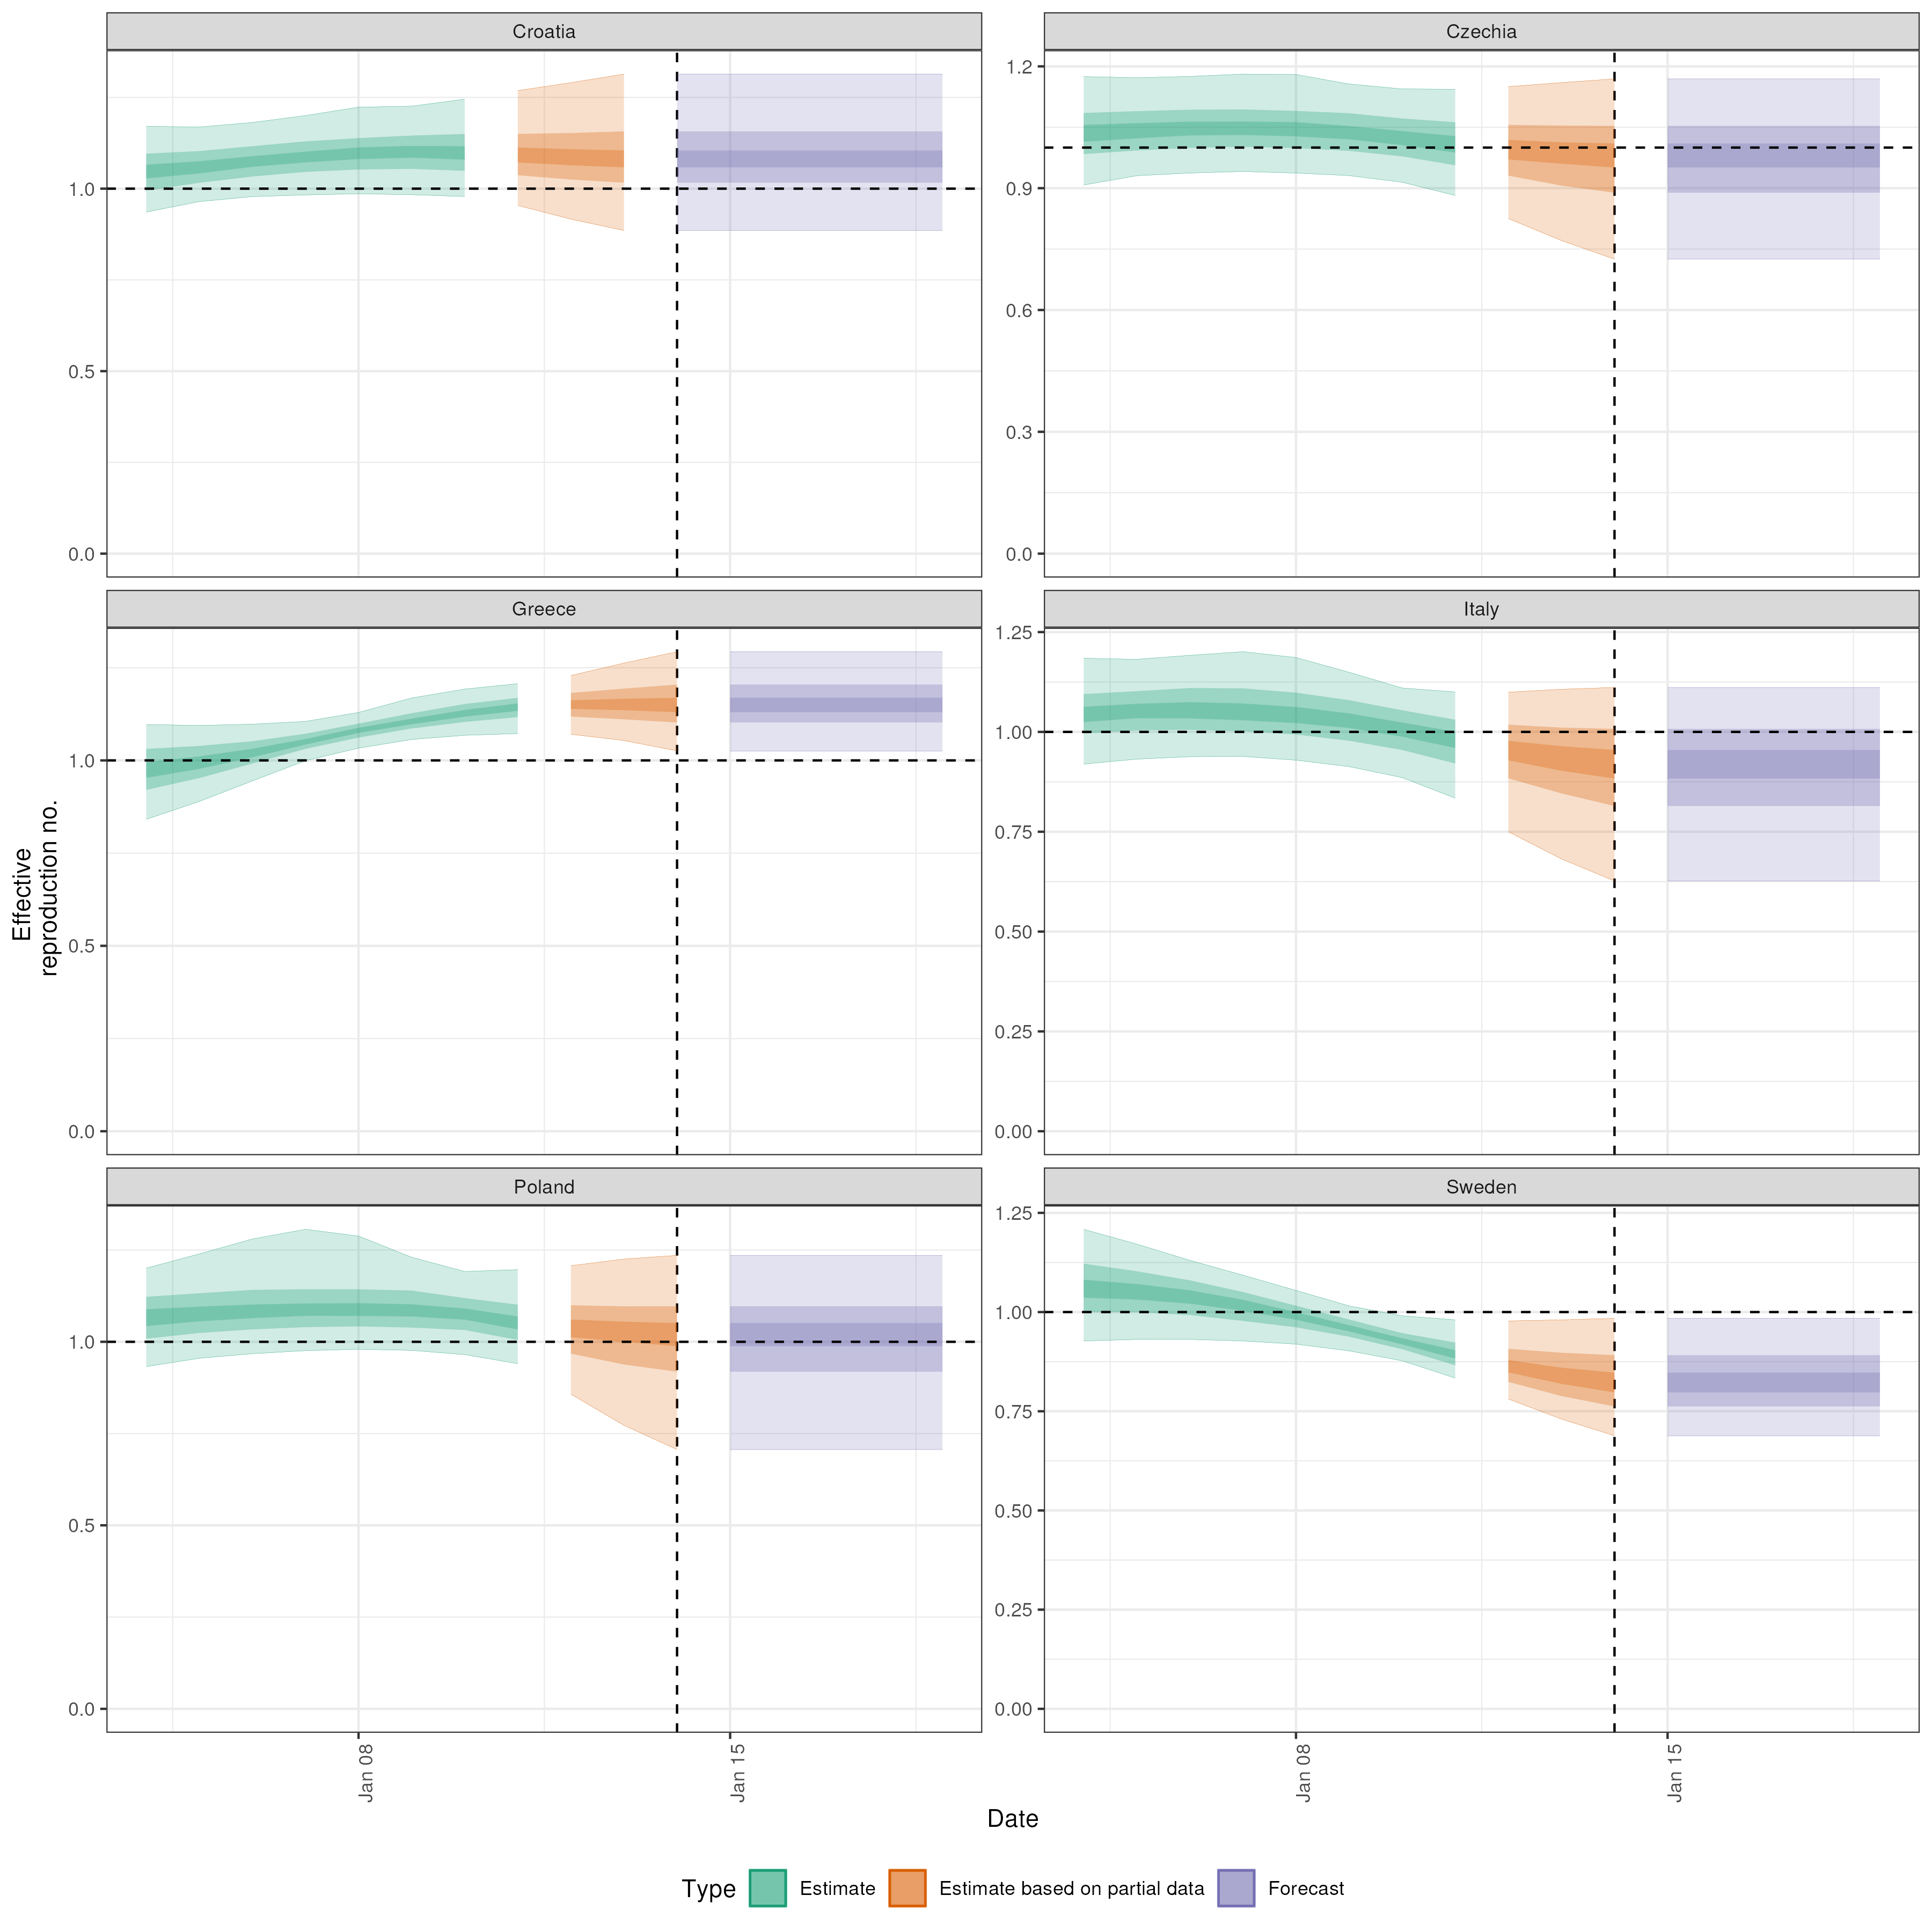 Croatia
Czechia
1.0
0.5
0.0
1.2
0.9
0.6
0.3
0.0
Greece
Italy
1.0
0.5
0.0
1.25
1.00
0.75
0.50
0.25
0.00
Poland
Sweden
1.0
0.5
0.0
1.25
1.00
0.75
0.50
0.25
0.00
Effective
reproduction no.
Jan 08
Jan 15
Jan 08
Jan 15
Date
Type
Estimate
Estimate based on partial data
Forecast